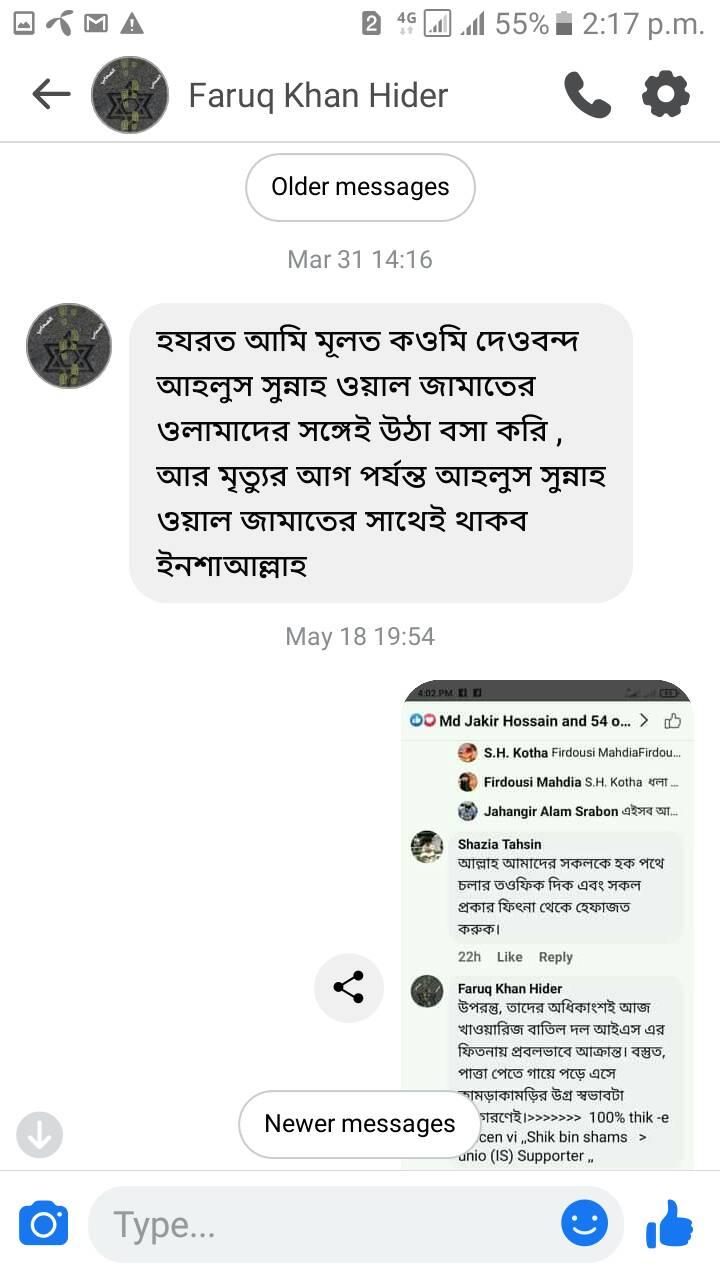 2 4G 55% 2:17 p.m.
Faruq Khan Hider
Older messages
Mar 31 14:16
হযরত আমি মূলত কওমি দেওবন্দ
আহলুস সুন্নাহ ওয়াল জামাতের
ওলামাদের সঙ্গেই উঠা বসা করি ,
আর মৃত্যুর আগ পর্যন্ত আহলুস সুন্নাহ
ওয়াল জামাতের সাথেই থাকব
ইনশাআল্লাহ
May 18 19:54
4:02 PM
Md Jakir Hossain and 54 o...
S.H. Kotha Firdousi MahdiaFirdou...
Firdousi Mahdia S.H. Kotha ধলা ...
Jahangir Alam Srabon এইসব আ...
Shazia Tahsin
আল্লাহ আমাদের সকলকে হক পথে
চলার তওফিক দিক এবং সকল
প্রকার ফিৎনা থেকে হেফাজত
করুক।
22h Like Reply
Faruq Khan Hider
উপরন্তু, তাদের অধিকাংশই আজ
খাওয়ারিজ বাতিল দল আইএস এর
ফিতনায় প্রবলভাবে আক্রান্ত। বস্তুত,
পাত্তা পেতে গায়ে পড়ে এসে
কামড়াকামড়ির উগ্র স্বভাবটা
কারণেই।>>>>>>> 100% thik -e
cen vi ,,Shik bin shams >
unio (IS) Supporter ,,
Newer messages
Type...